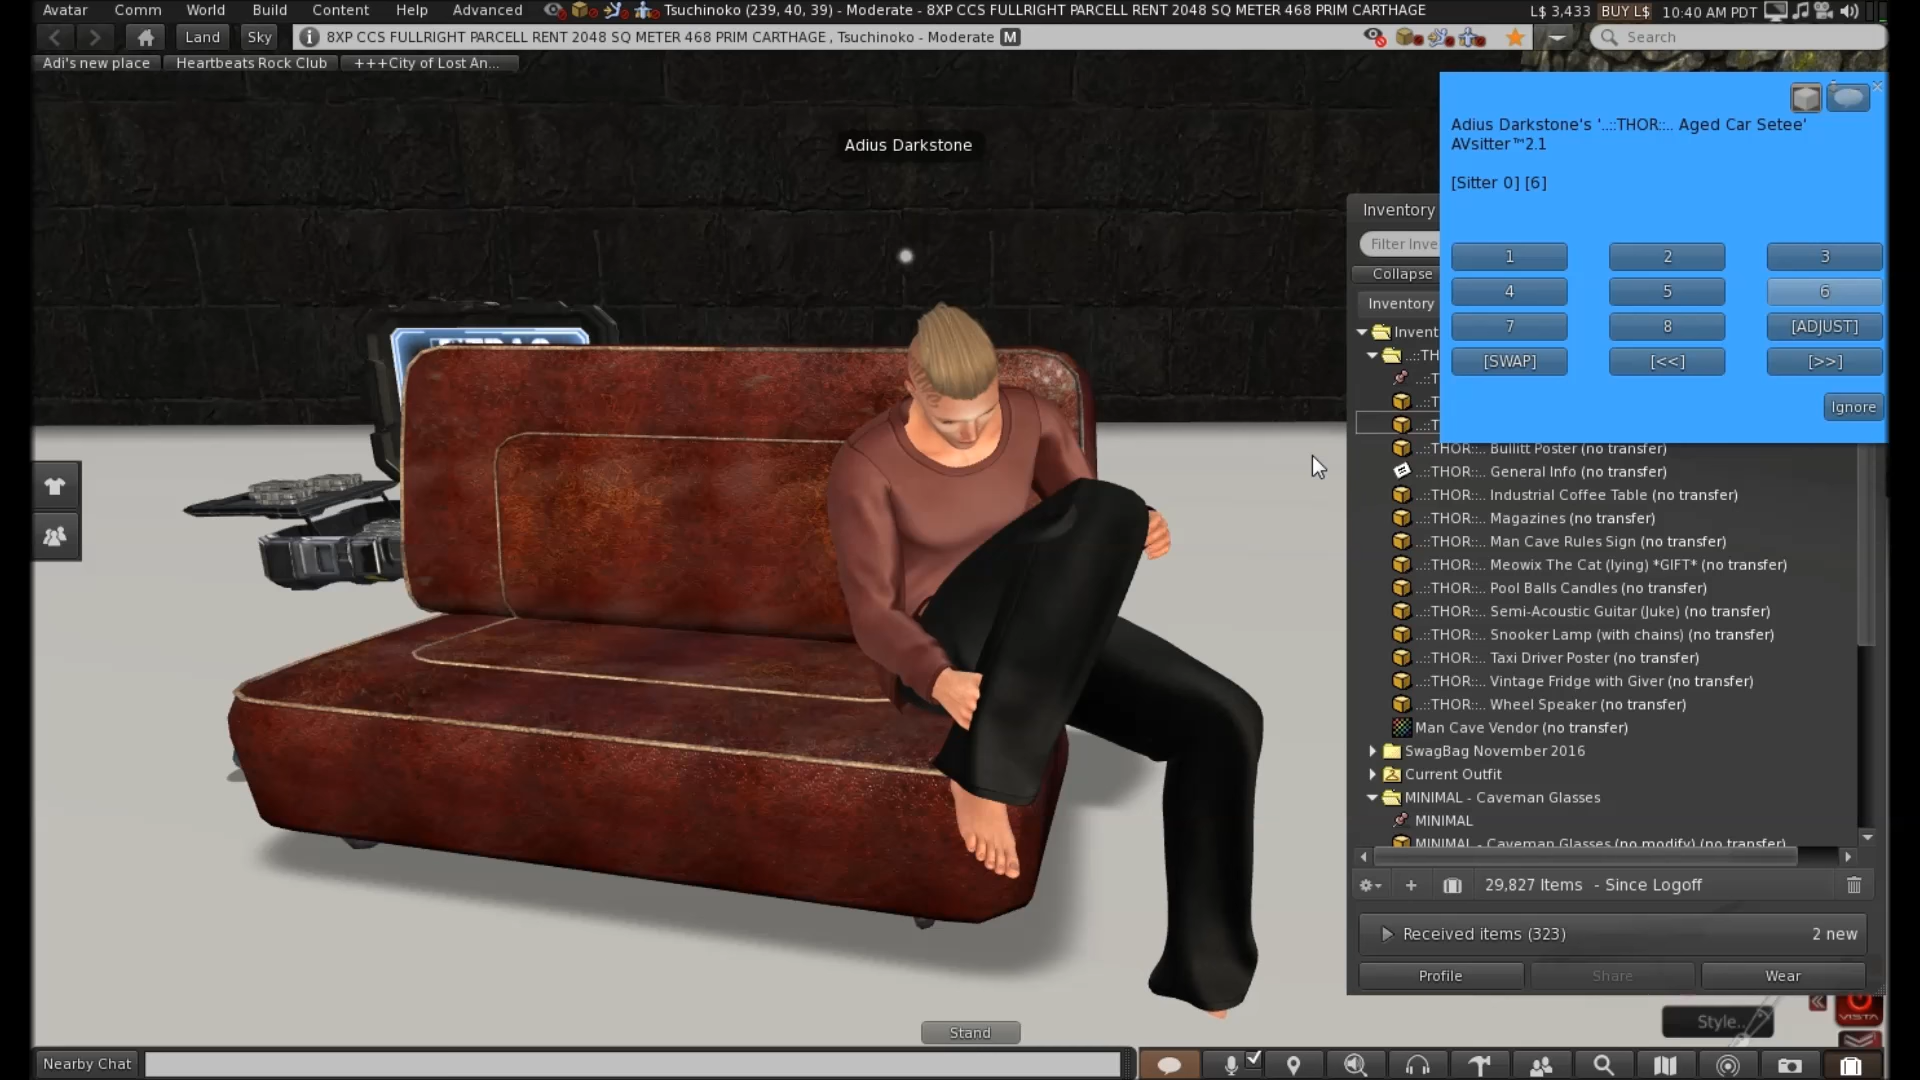 Avatar Comm World Build Content Help Advanced Tsuchinoko (239, 40, 39) - Moderate - 8XP CCS FULLRIGHT PARCELL RENT 2048 SQ METER 468 PRIM CARTHAGE L$ 3,433 BUY L$ 10:40 AM PDT
Land Sky 8XP CCS FULLRIGHT PARCELL RENT 2048 SQ METER 468 PRIM CARTHAGE , Tsuchinoko - Moderate M Search
Adi's new place Heartbeats Rock Club +++City of Lost An...
Adius Darkstone's '..::THOR::.. Aged Car Setee'
AVsitter™2.1
[Sitter 0] [6]
1 2 3
4 5 6
7 8 [ADJUST]
[SWAP] [<<] [>>]
Ignore
Adius Darkstone
Inventory
Filter Inve
Collapse
Inventory
Invent
..::TH
..::T
..::T
..::T
..::THOR::.. Bullitt Poster (no transfer)
..::THOR::.. General Info (no transfer)
..::THOR::.. Industrial Coffee Table (no transfer)
..::THOR::.. Magazines (no transfer)
..::THOR::.. Man Cave Rules Sign (no transfer)
..::THOR::.. Meowix The Cat (lying) *GIFT* (no transfer)
..::THOR::.. Pool Balls Candles (no transfer)
..::THOR::.. Semi-Acoustic Guitar (Juke) (no transfer)
..::THOR::.. Snooker Lamp (with chains) (no transfer)
..::THOR::.. Taxi Driver Poster (no transfer)
..::THOR::.. Vintage Fridge with Giver (no transfer)
..::THOR::.. Wheel Speaker (no transfer)
Man Cave Vendor (no transfer)
SwagBag November 2016
Current Outfit
MINIMAL - Caveman Glasses
MINIMAL
MINIMAL - Caveman Glasses (no modify) (no transfer)
29,827 Items - Since Logoff
Received items (323) 2 new
Profile Share Wear
Style..
VISTA
Stand
Nearby Chat